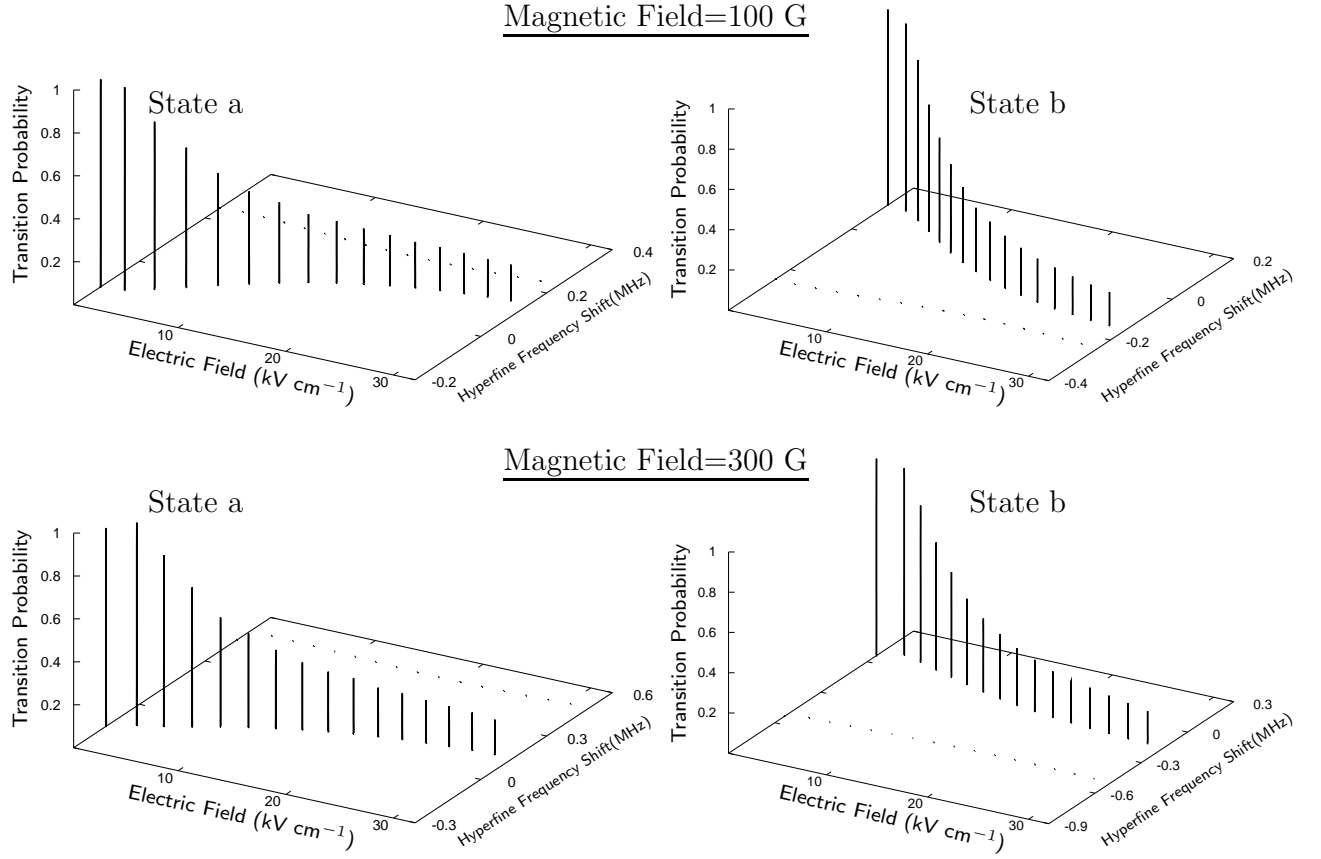 Magnetic Field=100 G
State a
Transition Probability
1
0.8
0.6
0.4
0.2
10
20
30
Electric Field (kV cm⁻¹)
-0.2
0
0.2
0.4
Hyperfine Frequency Shift(MHz)
State b
Transition Probability
1
0.8
0.6
0.4
0.2
10
20
30
Electric Field (kV cm⁻¹)
-0.4
-0.2
0
0.2
Hyperfine Frequency Shift(MHz)
Magnetic Field=300 G
State a
Transition Probability
1
0.8
0.6
0.4
0.2
10
20
30
Electric Field (kV cm⁻¹)
-0.3
0
0.3
0.6
Hyperfine Frequency Shift(MHz)
State b
Transition Probability
1
0.8
0.6
0.4
0.2
10
20
30
Electric Field (kV cm⁻¹)
-0.9
-0.6
-0.3
0
0.3
Hyperfine Frequency Shift(MHz)